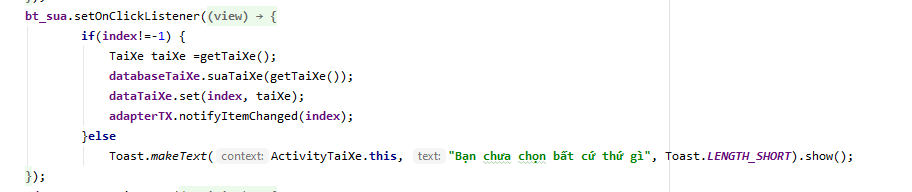 bt_sua.setOnClickListener((view) → {
if(index!=-1) {
TaiXe taiXe =getTaiXe();
databaseTaiXe.suaTaiXe(getTaiXe());
dataTaiXe.set(index, taiXe);
adapterTX.notifyItemChanged(index);
}else
Toast.makeText( context: ActivityTaiXe.this, text: "Bạn chưa chọn bất cứ thứ gì", Toast.LENGTH_SHORT).show();
});